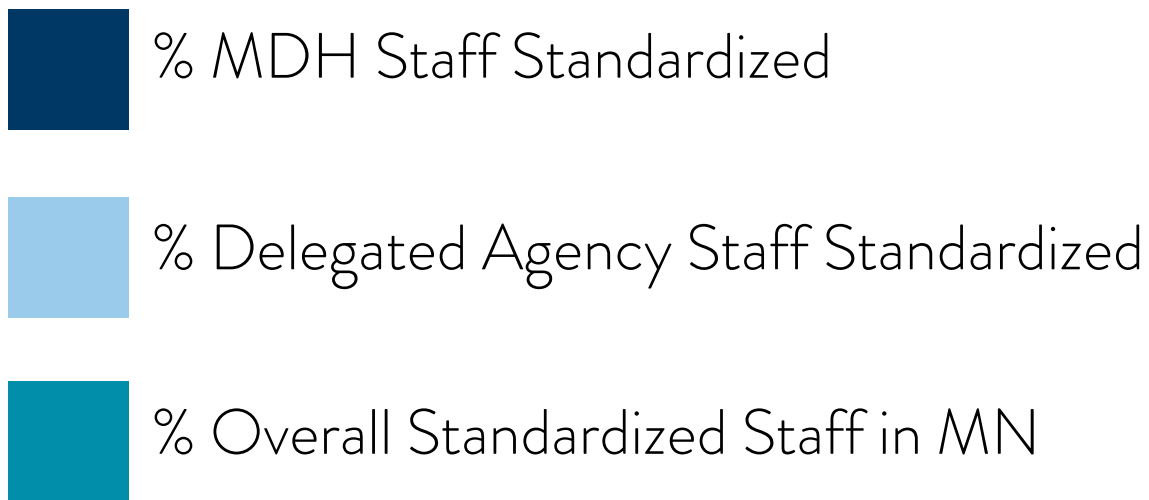 % MDH Staff Standardized
% Delegated Agency Staff Standardized
% Overall Standardized Staff in MN